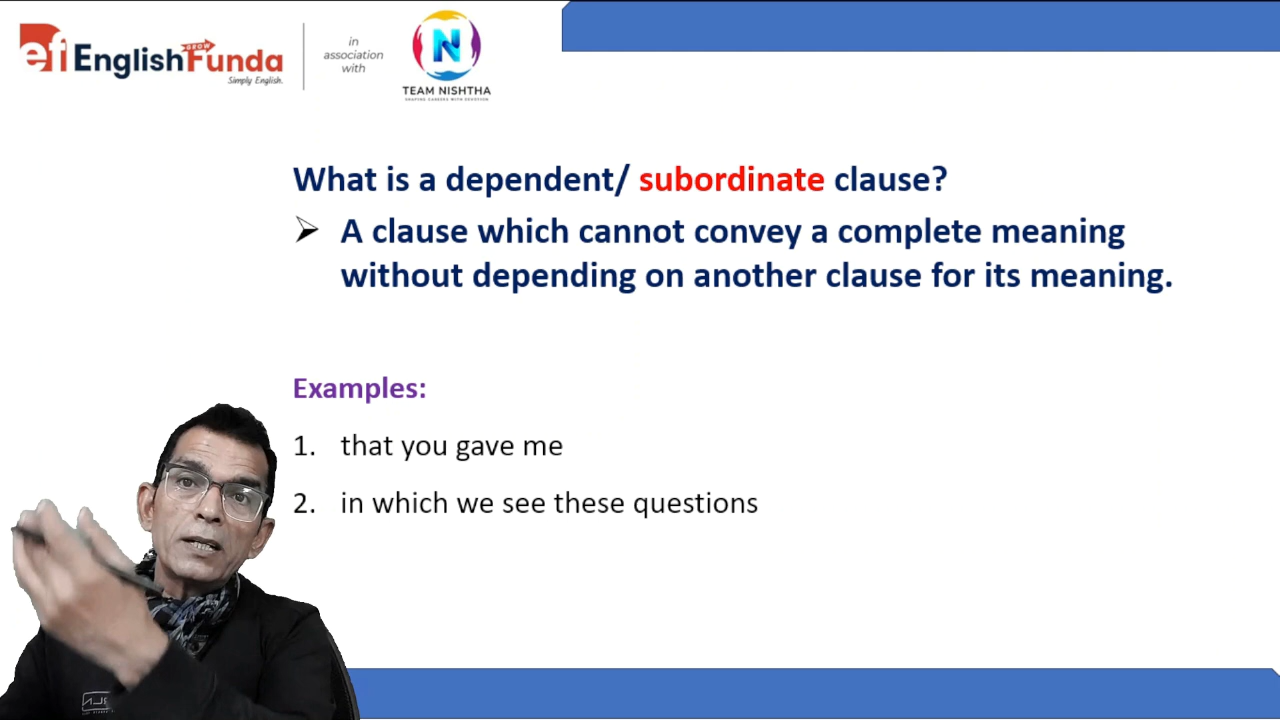 ef EnglishFunda
GROW
Simply English.
in
association
with
N
TEAM NISHTHA
What is a dependent/ subordinate clause?
A clause which cannot convey a complete meaning
without depending on another clause for its meaning.
Examples:
1. that you gave me
2. in which we see these questions